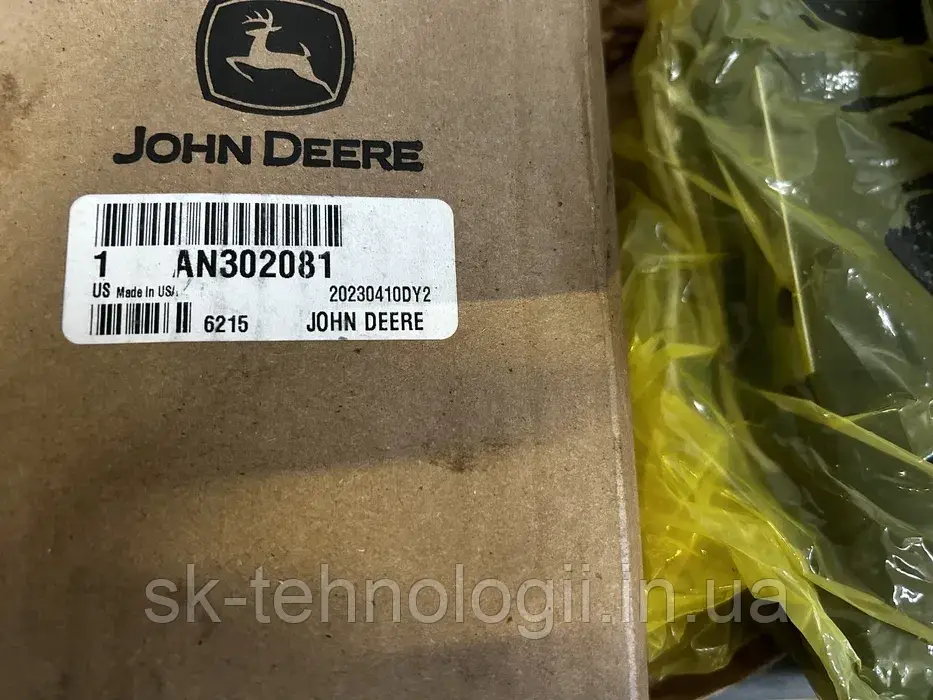 JOHN DEERE
1 AN302081
US Made In USA
20230410DY2
6215 JOHN DEERE
sk-tehnologii.in.ua